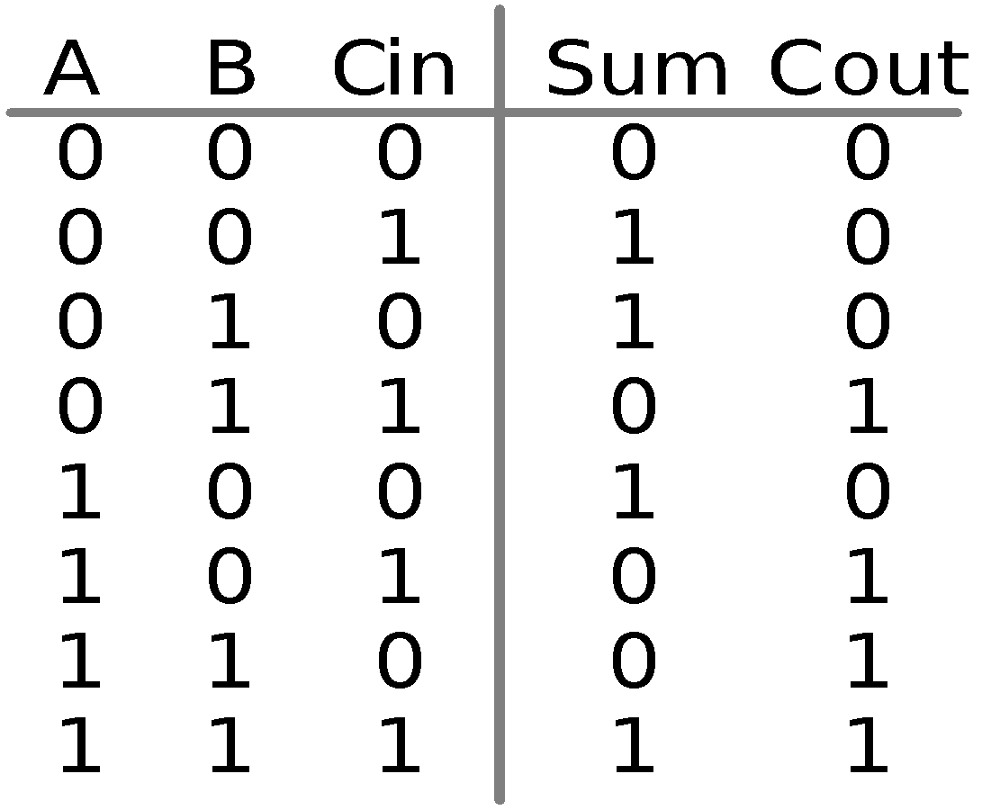 A B Cin Sum Cout
0 0 0 0 0
0 0 1 1 0
0 1 0 1 0
0 1 1 0 1
1 0 0 1 0
1 0 1 0 1
1 1 0 0 1
1 1 1 1 1